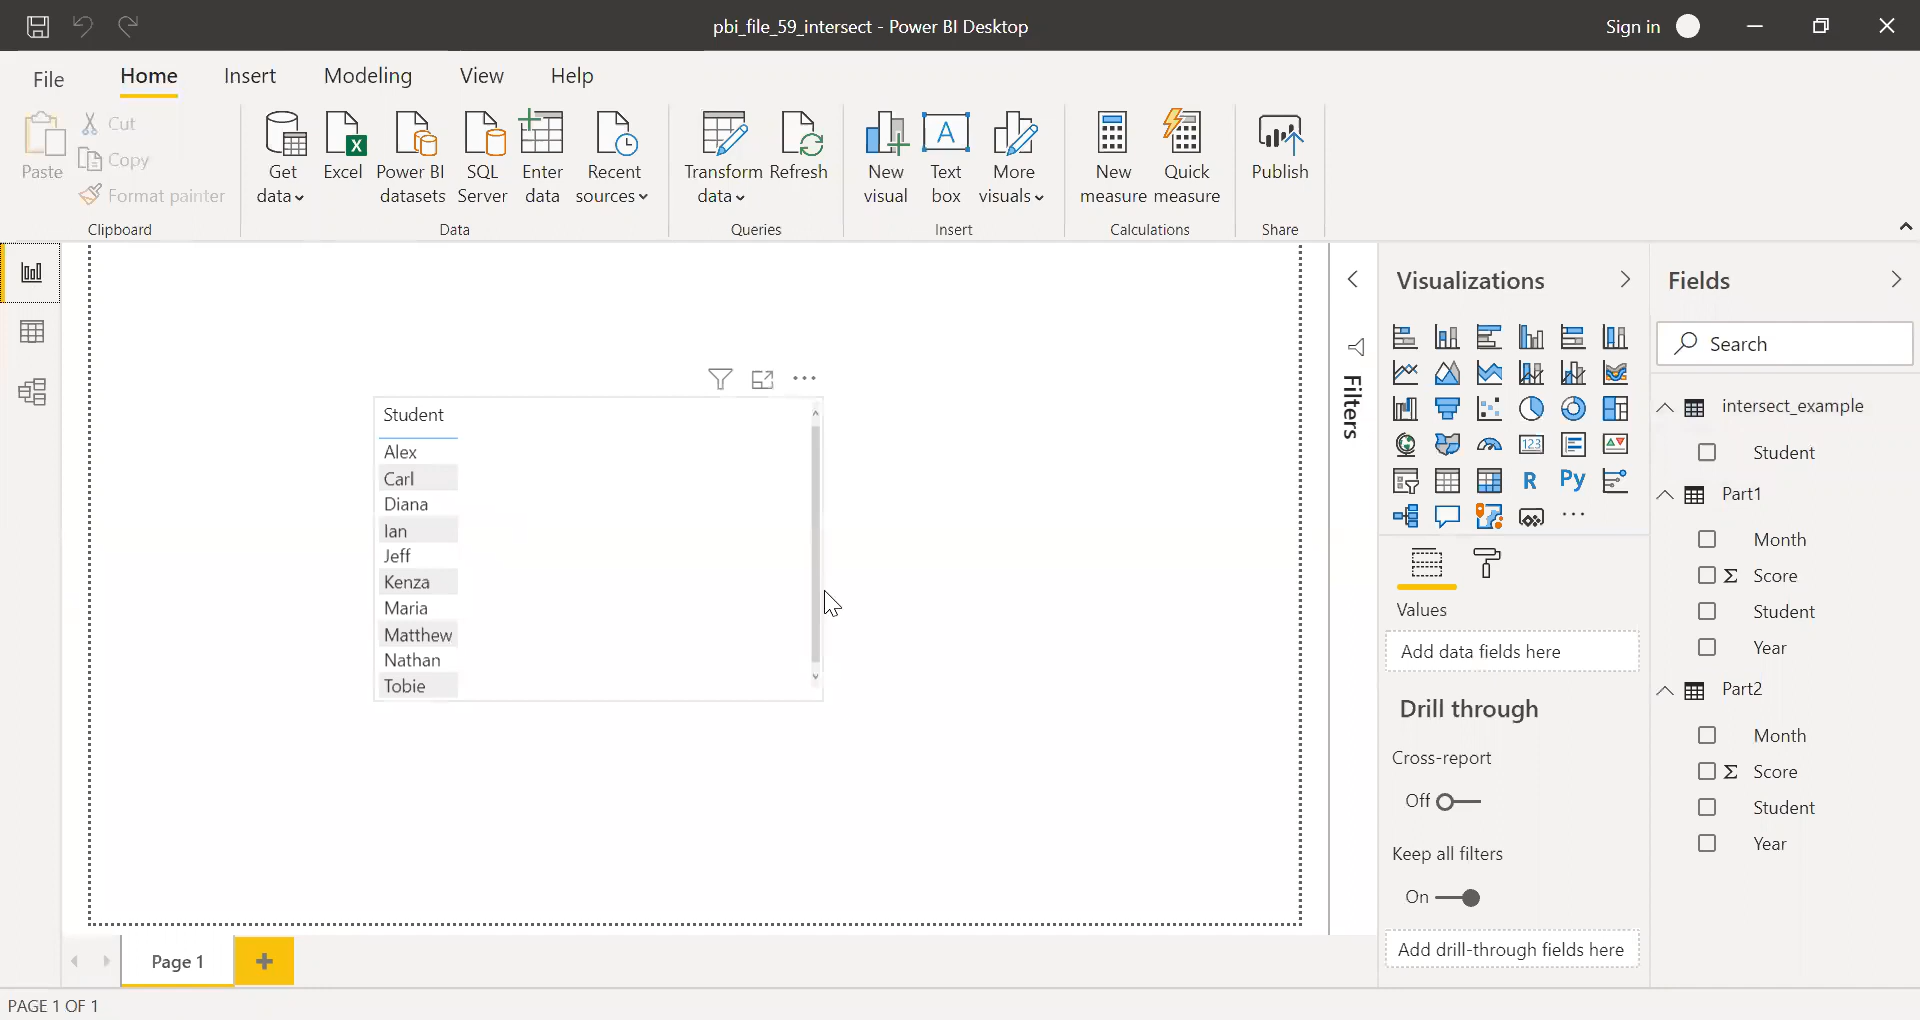 pbi_file_59_intersect - Power BI Desktop
Sign in
File
Home
Insert
Modeling
View
Help
Paste
Cut
Copy
Format painter
Clipboard
Get data
Excel
Power BI datasets
SQL Server
Enter data
Recent sources
Data
Transform data
Refresh
Queries
New visual
A
Text box
More visuals
Insert
New measure
Quick measure
Calculations
Publish
Share
Student
Alex
Carl
Diana
Ian
Jeff
Kenza
Maria
Matthew
Nathan
Tobie
Filters
Visualizations
123
R
Py
Values
Add data fields here
Drill through
Cross-report
Off
Keep all filters
On
Add drill-through fields here
Fields
Search
intersect_example
Student
Part1
Month
Σ Score
Student
Year
Part2
Month
Σ Score
Student
Year
Page 1
PAGE 1 OF 1